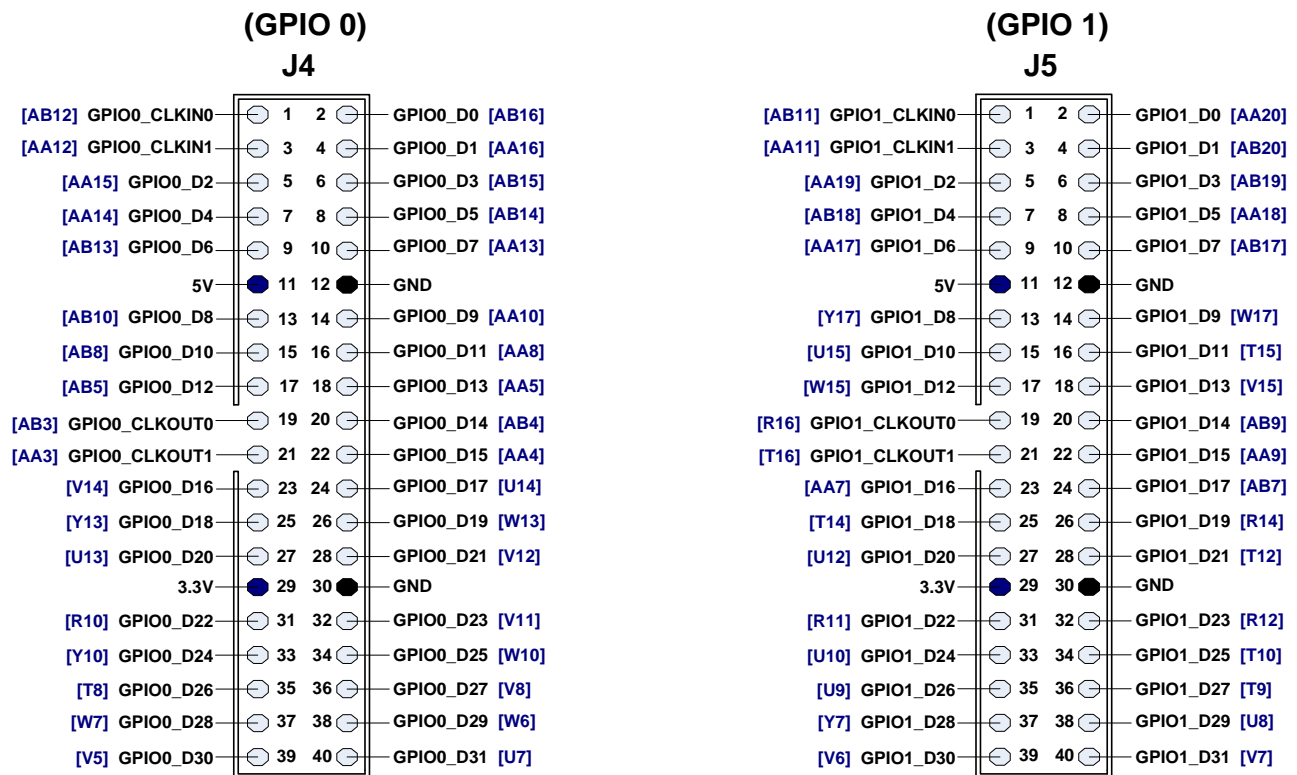 (GPIO 0) (GPIO 1)
J4 J5
[AB12] GPIO0_CLKIN0 1 2 GPIO0_D0 [AB16] [AB11] GPIO1_CLKIN0 1 2 GPIO1_D0 [AA20]
[AA12] GPIO0_CLKIN1 3 4 GPIO0_D1 [AA16] [AA11] GPIO1_CLKIN1 3 4 GPIO1_D1 [AB20]
[AA15] GPIO0_D2 5 6 GPIO0_D3 [AB15] [AA19] GPIO1_D2 5 6 GPIO1_D3 [AB19]
[AA14] GPIO0_D4 7 8 GPIO0_D5 [AB14] [AB18] GPIO1_D4 7 8 GPIO1_D5 [AA18]
[AB13] GPIO0_D6 9 10 GPIO0_D7 [AA13] [AA17] GPIO1_D6 9 10 GPIO1_D7 [AB17]
5V 11 12 GND 5V 11 12 GND
[AB10] GPIO0_D8 13 14 GPIO0_D9 [AA10] [Y17] GPIO1_D8 13 14 GPIO1_D9 [W17]
[AB8] GPIO0_D10 15 16 GPIO0_D11 [AA8] [U15] GPIO1_D10 15 16 GPIO1_D11 [T15]
[AB5] GPIO0_D12 17 18 GPIO0_D13 [AA5] [W15] GPIO1_D12 17 18 GPIO1_D13 [V15]
[AB3] GPIO0_CLKOUT0 19 20 GPIO0_D14 [AB4] [R16] GPIO1_CLKOUT0 19 20 GPIO1_D14 [AB9]
[AA3] GPIO0_CLKOUT1 21 22 GPIO0_D15 [AA4] [T16] GPIO1_CLKOUT1 21 22 GPIO1_D15 [AA9]
[V14] GPIO0_D16 23 24 GPIO0_D17 [U14] [AA7] GPIO1_D16 23 24 GPIO1_D17 [AB7]
[Y13] GPIO0_D18 25 26 GPIO0_D19 [W13] [T14] GPIO1_D18 25 26 GPIO1_D19 [R14]
[U13] GPIO0_D20 27 28 GPIO0_D21 [V12] [U12] GPIO1_D20 27 28 GPIO1_D21 [T12]
3.3V 29 30 GND 3.3V 29 30 GND
[R10] GPIO0_D22 31 32 GPIO0_D23 [V11] [R11] GPIO1_D22 31 32 GPIO1_D23 [R12]
[Y10] GPIO0_D24 33 34 GPIO0_D25 [W10] [U10] GPIO1_D24 33 34 GPIO1_D25 [T10]
[T8] GPIO0_D26 35 36 GPIO0_D27 [V8] [U9] GPIO1_D26 35 36 GPIO1_D27 [T9]
[W7] GPIO0_D28 37 38 GPIO0_D29 [W6] [Y7] GPIO1_D28 37 38 GPIO1_D29 [U8]
[V5] GPIO0_D30 39 40 GPIO0_D31 [U7] [V6] GPIO1_D30 39 40 GPIO1_D31 [V7]